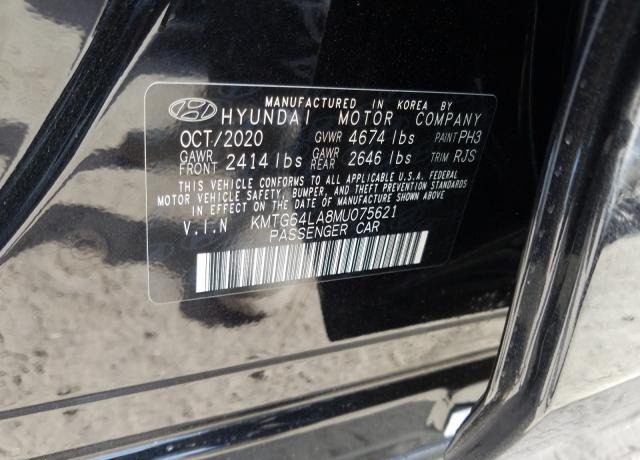 MANUFACTURED IN KOREA BY
HYUNDAI MOTOR COMPANY
OCT/2020 GVWR 4674 lbs PAINT PH3
GAWR FRONT 2414 lbs GAWR REAR 2646 lbs TRIM RJS
THIS VEHICLE CONFORMS TO ALL APPLICABLE U.S.A. FEDERAL
MOTOR VEHICLE SAFETY, BUMPER, AND THEFT PREVENTION STANDARDS
IN EFFECT ON THE DATE OF MANUFACTURE SHOWN ABOVE.
V.I.N KMTG64LA8MU075621
PASSENGER CAR